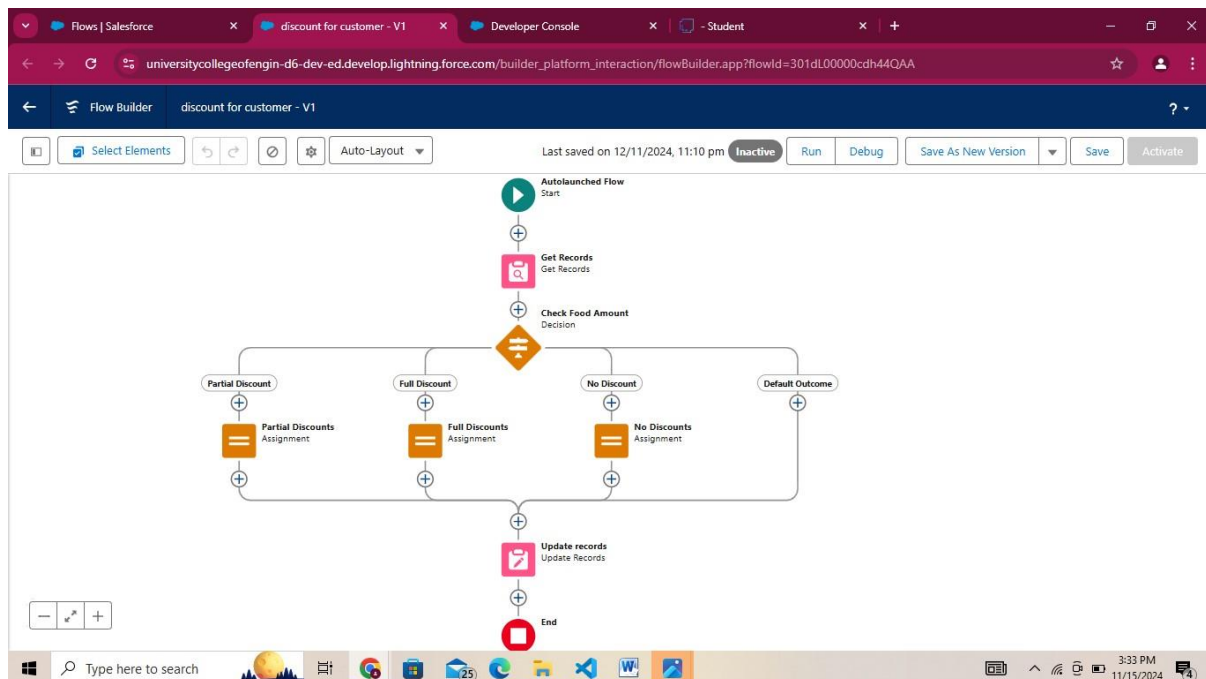 Flows | Salesforce
discount for customer - V1
Developer Console
- Student
universitycollegeofengin-d6-dev-ed.develop.lightning.force.com/builder_platform_interaction/flowBuilder.app?flowId=301dL00000cdh44QAA
Flow Builder
discount for customer - V1
?
Select Elements
Auto-Layout
Last saved on 12/11/2024, 11:10 pm
Inactive
Run
Debug
Save As New Version
Save
Activate
Autolaunched Flow
Start
Get Records
Get Records
Check Food Amount
Decision
Partial Discount
Full Discount
No Discount
Default Outcome
Partial Discounts
Assignment
Full Discounts
Assignment
No Discounts
Assignment
Update records
Update Records
End
Type here to search
25
3:33 PM
11/15/2024
4